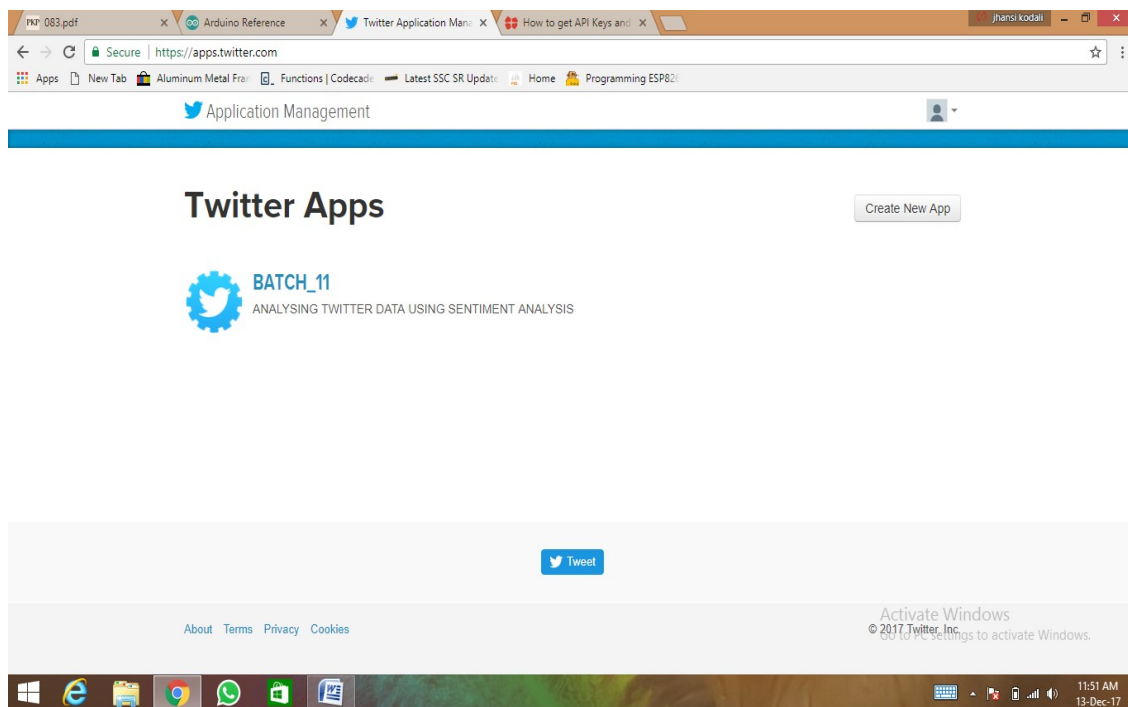 PKP 083.pdf
Arduino Reference
Twitter Application Mana
How to get API Keys and
jhansi kodali
Secure | https://apps.twitter.com
Apps
New Tab
Aluminum Metal Fra
Functions | Codecade
Latest SSC SR Update
Home
Programming ESP826
Application Management
Twitter Apps
Create New App
BATCH_11
ANALYSING TWITTER DATA USING SENTIMENT ANALYSIS
Tweet
About Terms Privacy Cookies
Activate Windows
© 2017 Twitter, Inc.
Go to PC settings to activate Windows.
11:51 AM
13-Dec-17